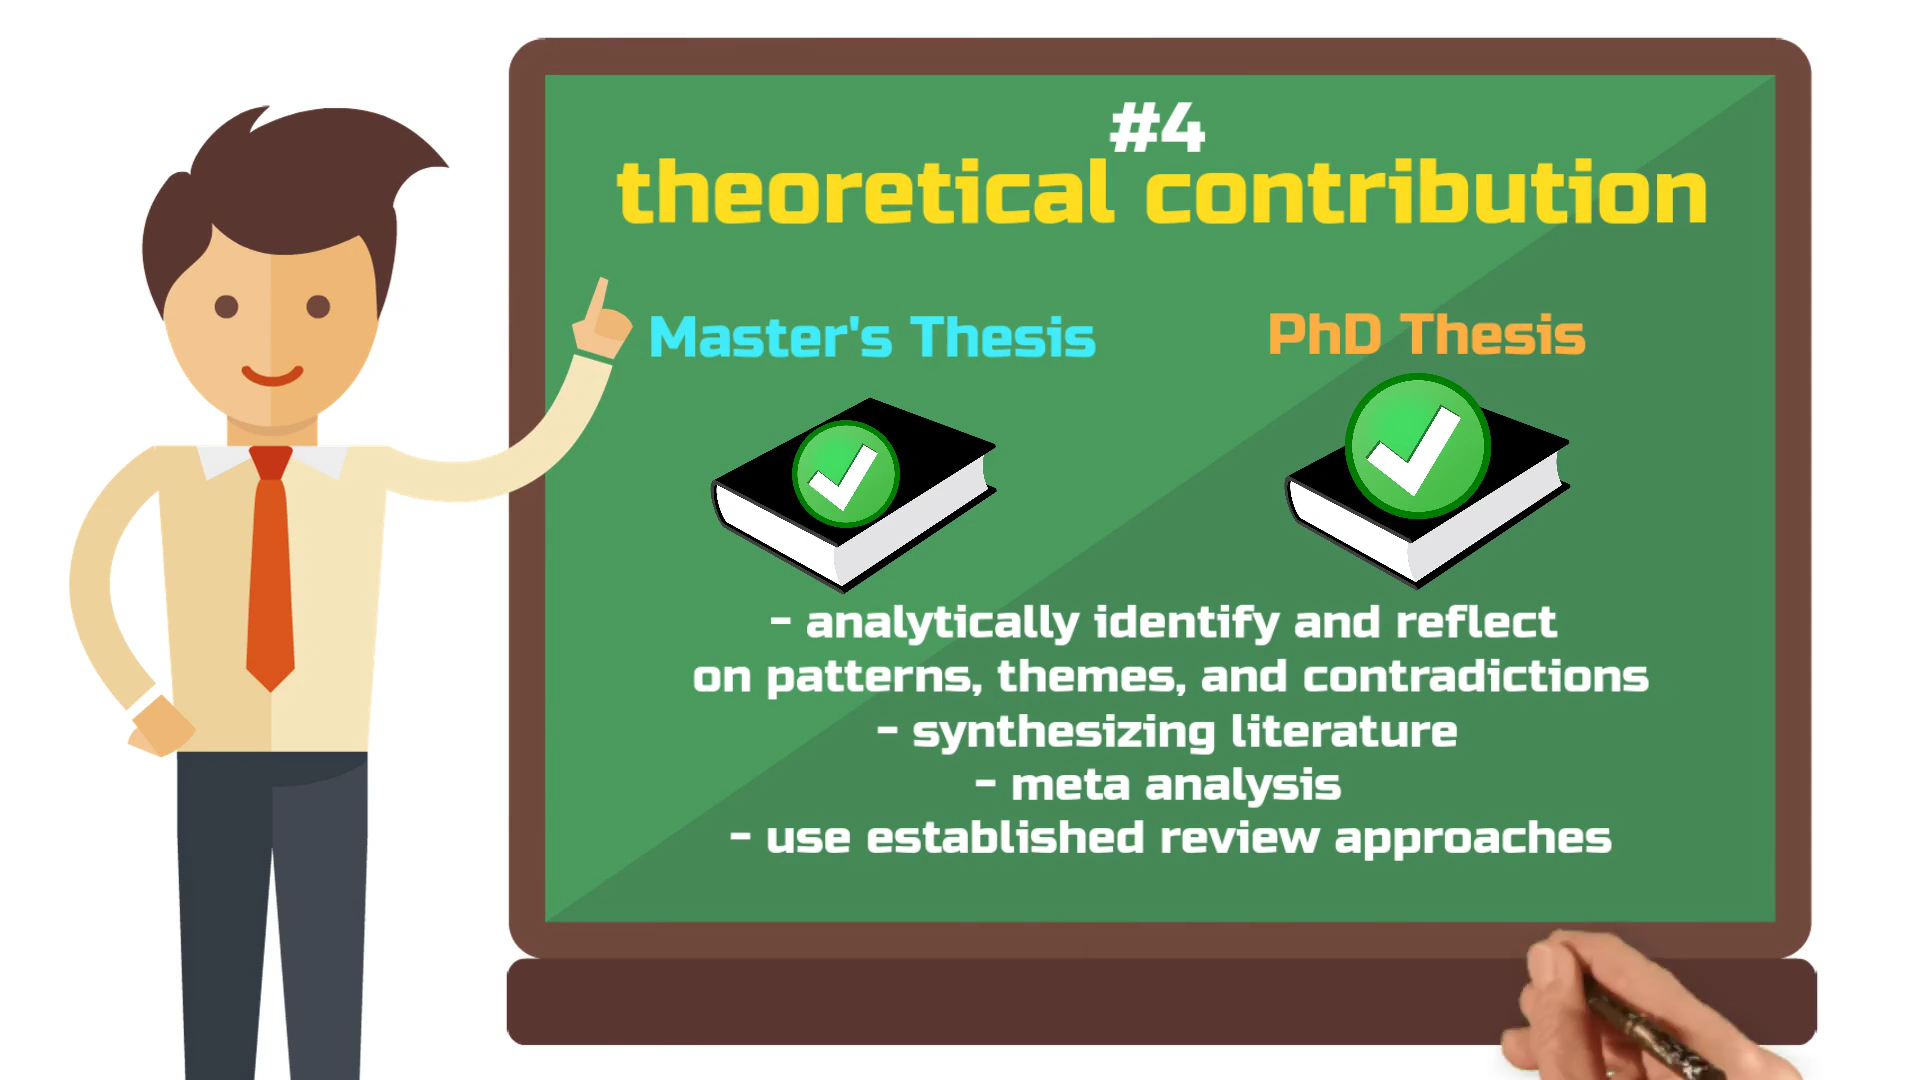 #4
theoretical contribution
Master's Thesis
PhD Thesis
- analytically identify and reflect
on patterns, themes, and contradictions
- synthesizing literature
- meta analysis
- use established review approaches